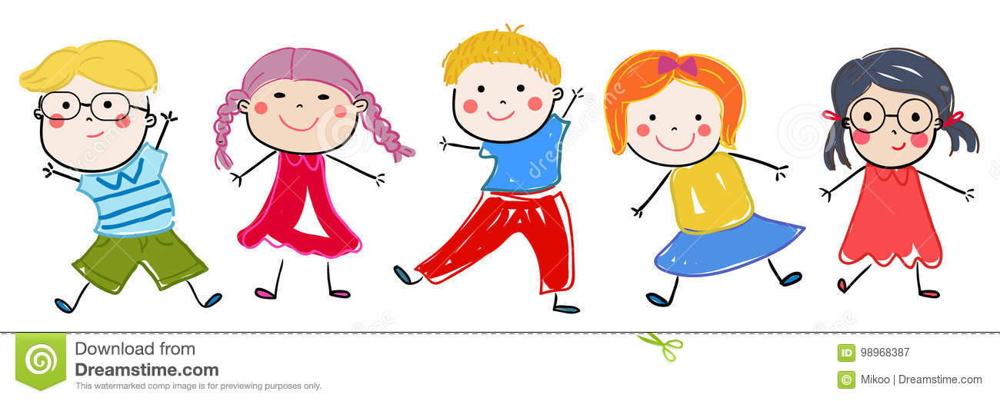 Download from
Dreamstime.com
This watermarked comp image is for previewing purposes only.
ID 98968387
© Mikoo | Dreamstime.com